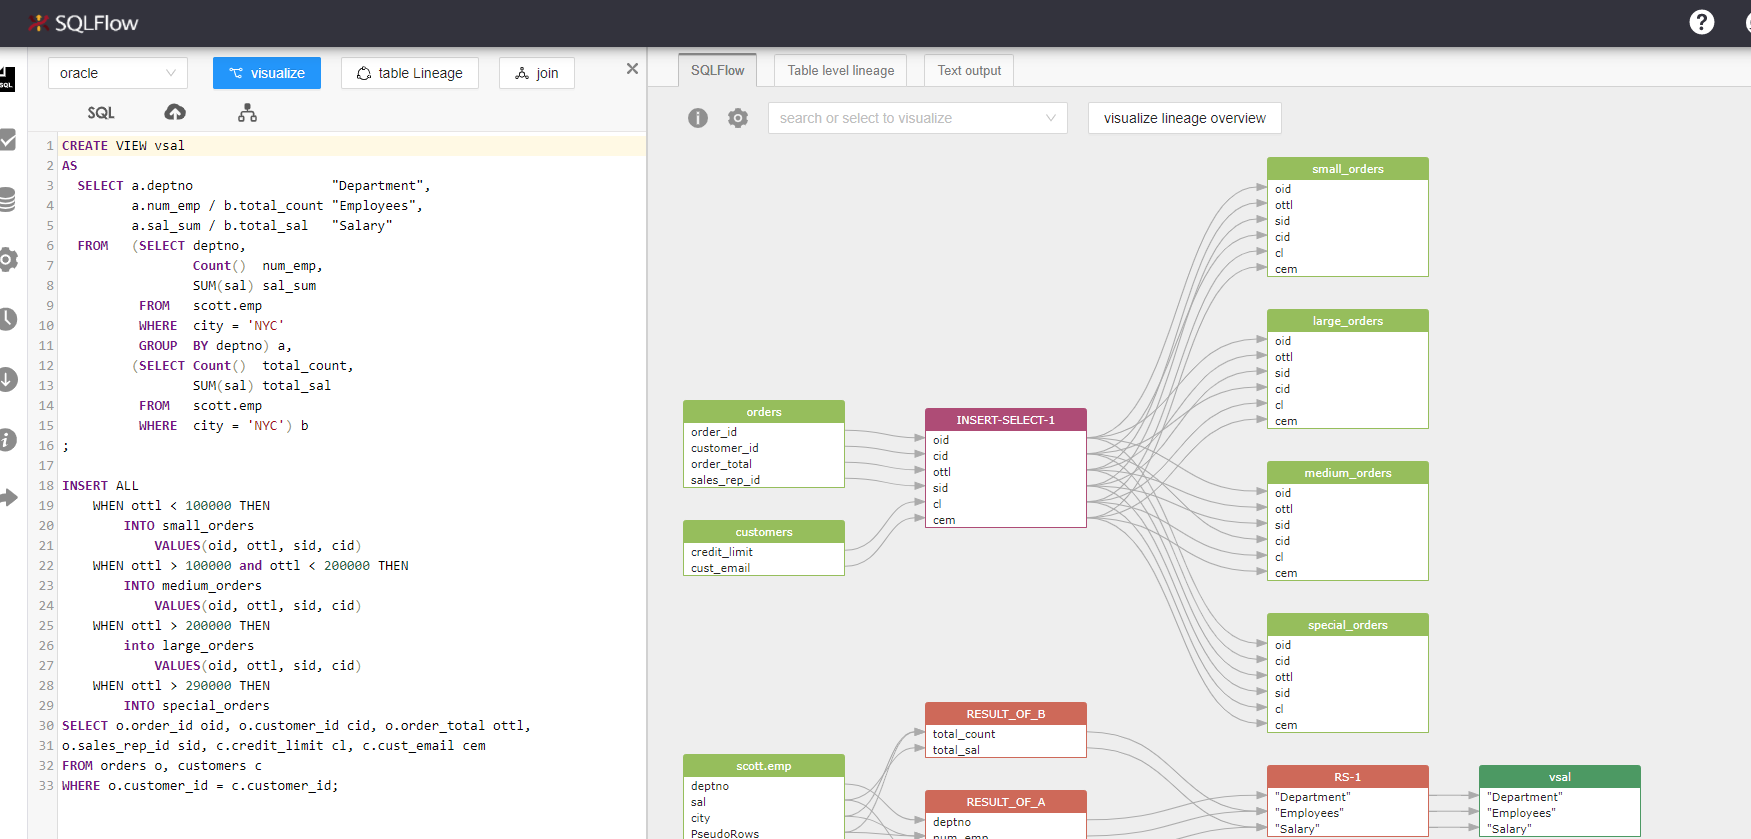 SQLFlow
?
SQL
oracle
visualize
table Lineage
join
SQL
1 CREATE VIEW vsal
2 AS
3 SELECT a.deptno "Department",
4 a.num_emp / b.total_count "Employees",
5 a.sal_sum / b.total_sal "Salary"
6 FROM (SELECT deptno,
7 Count() num_emp,
8 SUM(sal) sal_sum
9 FROM scott.emp
10 WHERE city = 'NYC'
11 GROUP BY deptno) a,
12 (SELECT Count() total_count,
13 SUM(sal) total_sal
14 FROM scott.emp
15 WHERE city = 'NYC') b
16 ;
17
18 INSERT ALL
19 WHEN ottl < 100000 THEN
20 INTO small_orders
21 VALUES(oid, ottl, sid, cid)
22 WHEN ottl > 100000 and ottl < 200000 THEN
23 INTO medium_orders
24 VALUES(oid, ottl, sid, cid)
25 WHEN ottl > 200000 THEN
26 into large_orders
27 VALUES(oid, ottl, sid, cid)
28 WHEN ottl > 290000 THEN
29 INTO special_orders
30 SELECT o.order_id oid, o.customer_id cid, o.order_total ottl,
31 o.sales_rep_id sid, c.credit_limit cl, c.cust_email cem
32 FROM orders o, customers c
33 WHERE o.customer_id = c.customer_id;
SQLFlow
Table level lineage
Text output
search or select to visualize
visualize lineage overview
orders
order_id
customer_id
order_total
sales_rep_id
customers
credit_limit
cust_email
scott.emp
deptno
sal
city
PseudoRows
INSERT-SELECT-1
oid
cid
ottl
sid
cl
cem
RESULT_OF_B
total_count
total_sal
RESULT_OF_A
deptno
num_emp
small_orders
oid
ottl
sid
cid
cl
cem
large_orders
oid
ottl
sid
cid
cl
cem
medium_orders
oid
ottl
sid
cid
cl
cem
special_orders
oid
cid
ottl
sid
cl
cem
RS-1
"Department"
"Employees"
"Salary"
vsal
"Department"
"Employees"
"Salary"